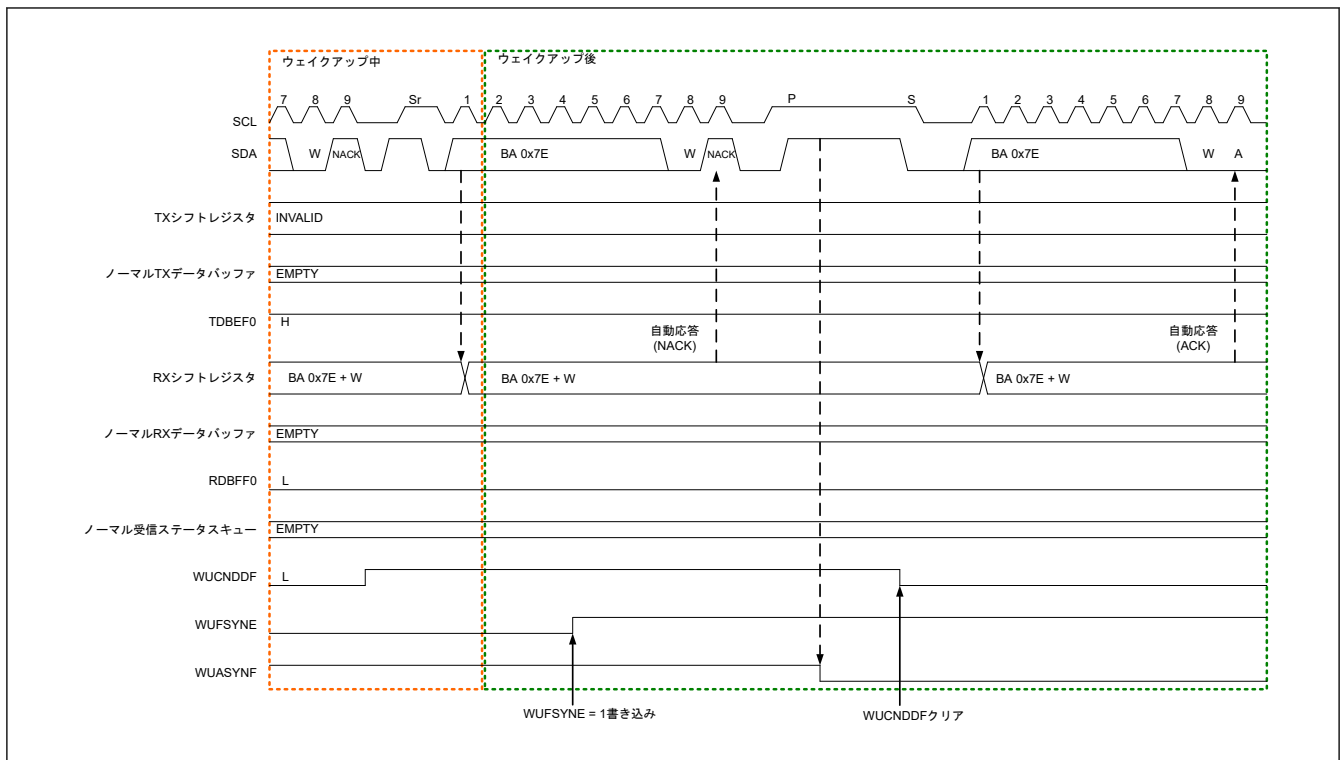 ウェイクアップ中
ウェイクアップ後
7 8 9 Sr 1 2 3 4 5 6 7 8 9 P S 1 2 3 4 5 6 7 8 9
SCL
SDA W NACK BA 0x7E W NACK BA 0x7E W A
TXシフトレジスタ INVALID
ノーマルTXデータバッファ EMPTY
TDBEF0 H
自動応答 自動応答
(NACK) (ACK)
RXシフトレジスタ BA 0x7E + W BA 0x7E + W BA 0x7E + W
ノーマルRXデータバッファ EMPTY
RDBFF0 L
ノーマル受信ステータスキュー EMPTY
WUCNDDF L
WUFSYNE
WUASYNF
WUFSYNE = 1書き込み WUCNDDFクリア